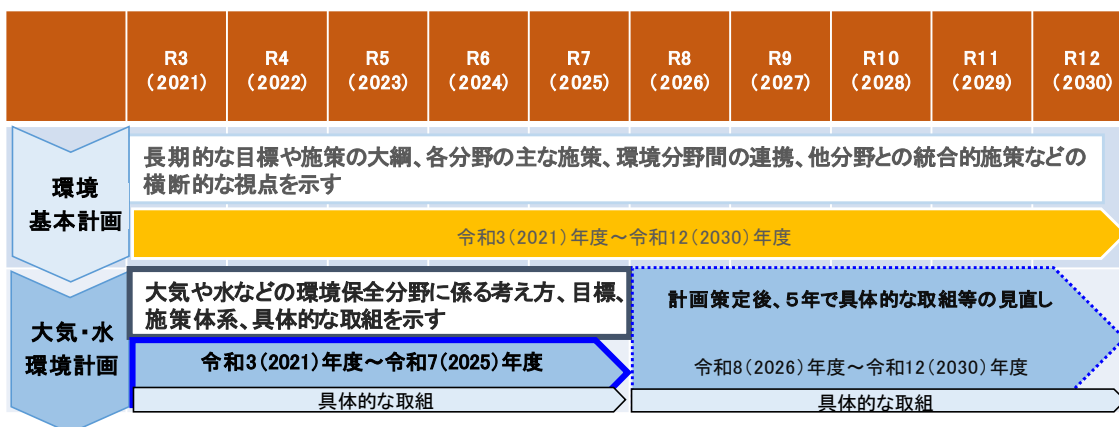 R3
(2021)
R4
(2022)
R5
(2023)
R6
(2024)
R7
(2025)
R8
(2026)
R9
(2027)
R10
(2028)
R11
(2029)
R12
(2030)
環境
基本計画
長期的な目標や施策の大綱、各分野の主な施策、環境分野間の連携、他分野との統合的施策などの
横断的な視点を示す
令和3(2021)年度~令和12(2030)年度
大気・水
環境計画
大気や水などの環境保全分野に係る考え方、目標、
施策体系、具体的な取組を示す
令和3(2021)年度~令和7(2025)年度
具体的な取組
計画策定後、5年で具体的な取組等の見直し
令和8(2026)年度~令和12(2030)年度
具体的な取組